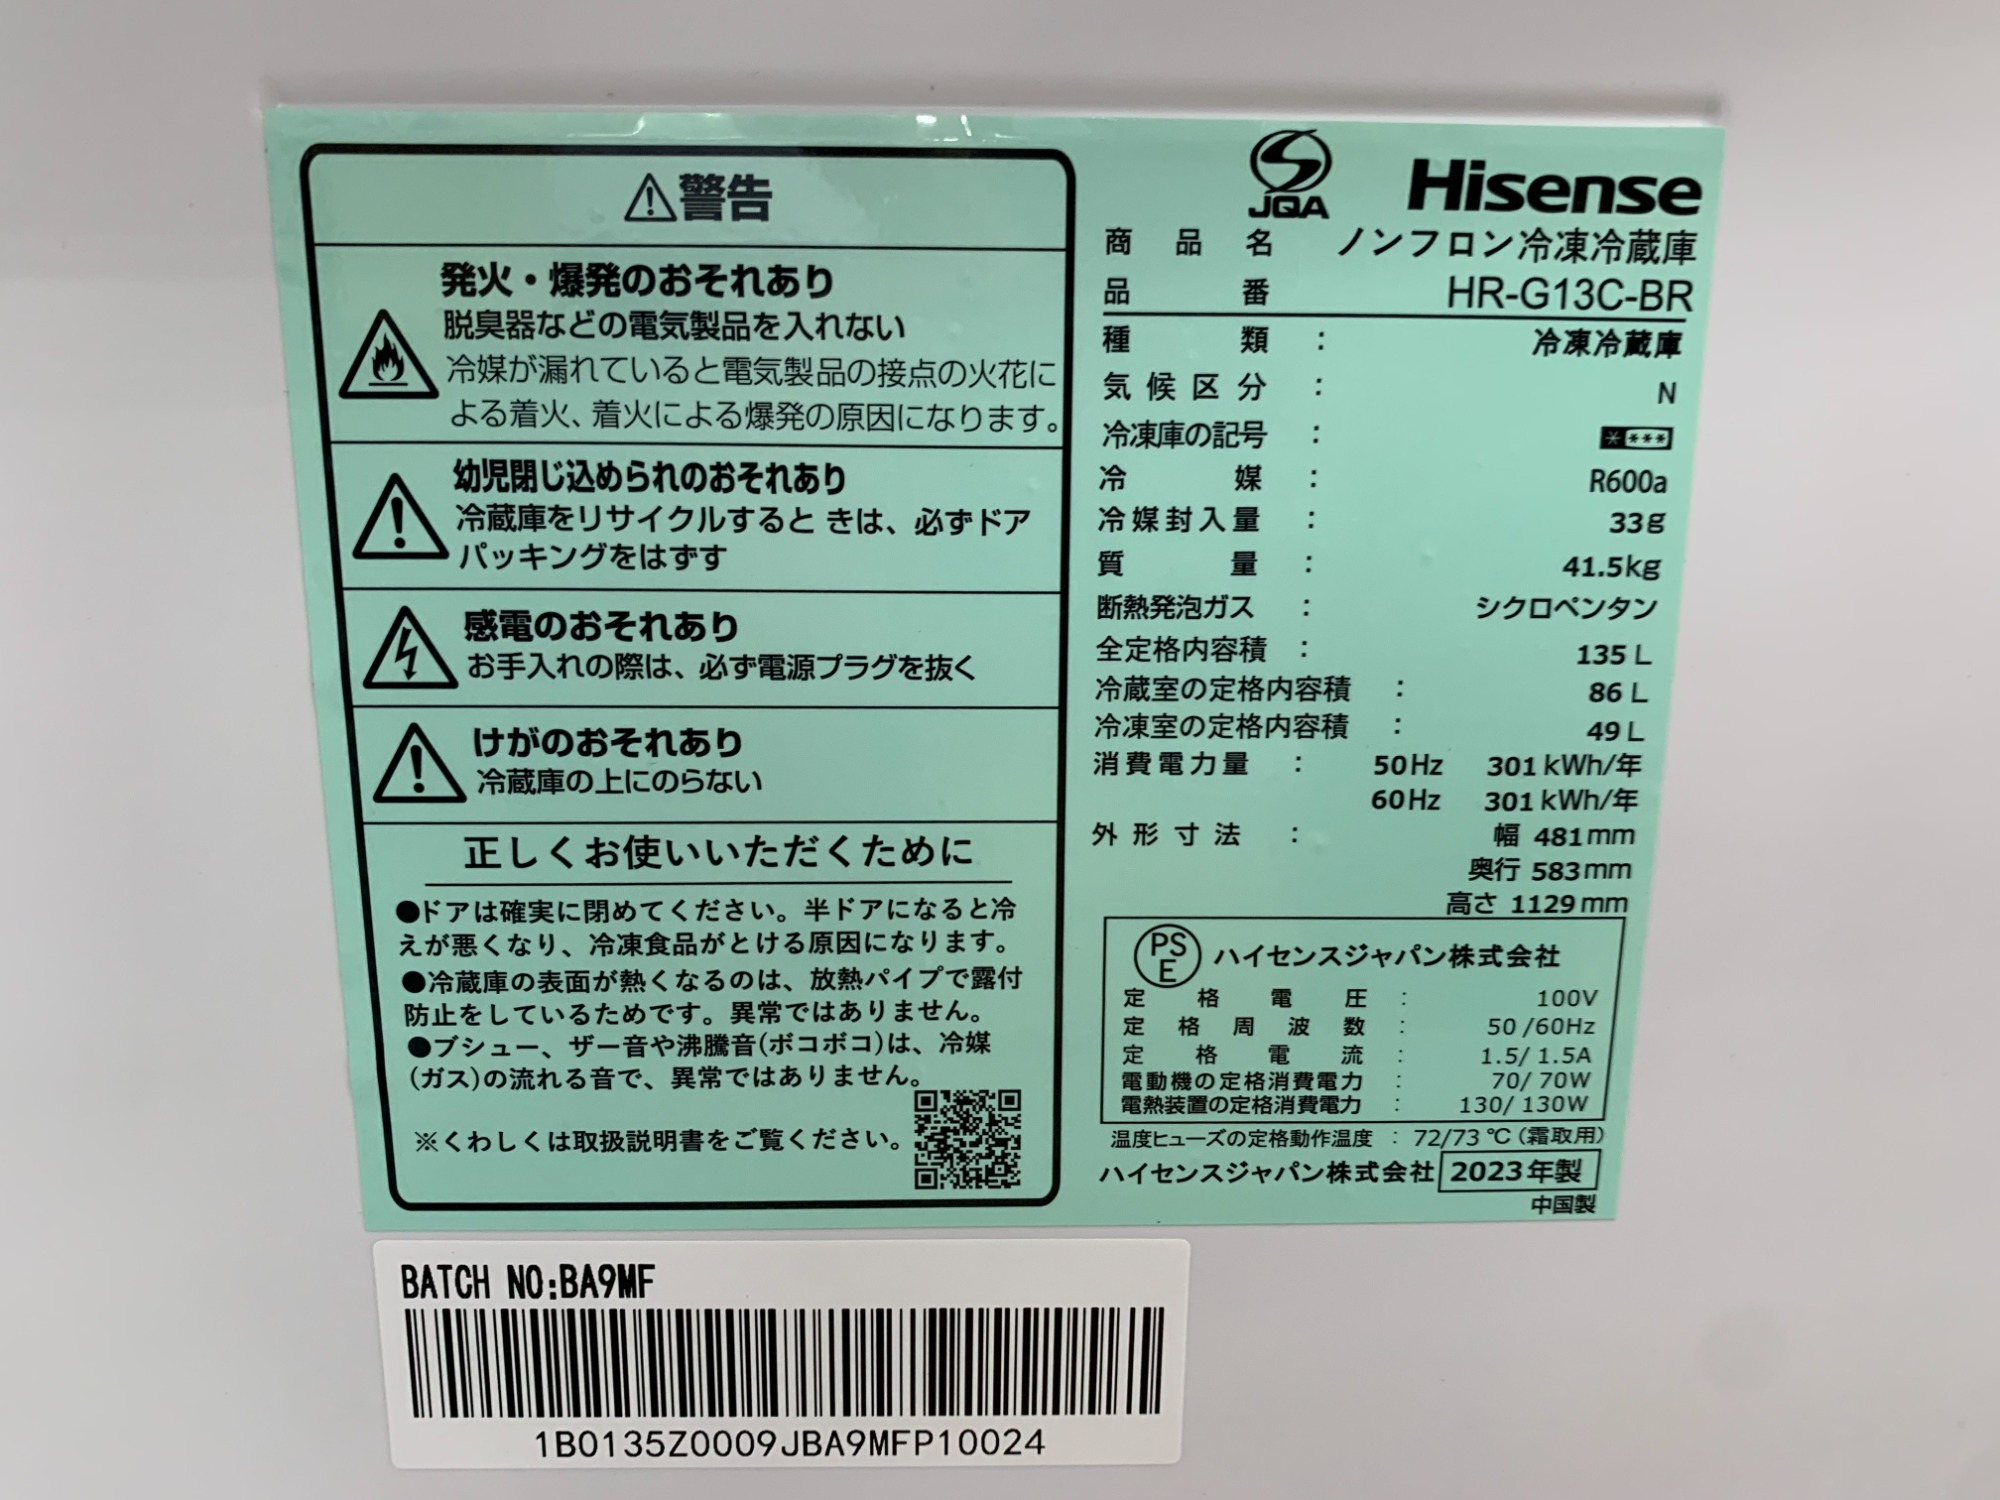 警告
発火・爆発のおそれあり
脱臭器などの電気製品を入れない
冷媒が漏れていると電気製品の接点の火花に
よる着火、着火による爆発の原因になります。
幼児閉じ込められのおそれあり
冷蔵庫をリサイクルするときは、必ずドア
パッキングをはずす
感電のおそれあり
お手入れの際は、必ず電源プラグを抜く
けがのおそれあり
冷蔵庫の上にのらない
正しくお使いいただくために
●ドアは確実に閉めてください。半ドアになると冷
えが悪くなり、冷凍食品がとける原因になります。
●冷蔵庫の表面が熱くなるのは、放熱パイプで露付
防止をしているためです。異常ではありません。
●ブシュー、ザー音や沸騰音(ボコボコ)は、冷媒
(ガス)の流れる音で、異常ではありません。
※くわしくは取扱説明書をご覧ください。
JQA Hisense
商品名 ノンフロン冷凍冷蔵庫
品番 HR-G13C-BR
種類 : 冷凍冷蔵庫
気候区分 : N
冷凍庫の記号 : * ***
冷媒 : R600a
冷媒封入量 : 33g
質量 : 41.5kg
断熱発泡ガス : シクロペンタン
全定格内容積 : 135 L
冷蔵室の定格内容積 : 86 L
冷凍室の定格内容積 : 49 L
消費電力量 : 50Hz 301 kWh/年
60Hz 301 kWh/年
外形寸法 : 幅 481mm
奥行 583mm
高さ 1129mm
PSE ハイセンスジャパン株式会社
定格電圧 : 100V
定格周波数 : 50/60Hz
定格電流 : 1.5/1.5A
電動機の定格消費電力 : 70/70W
電熱装置の定格消費電力 : 130/130W
温度ヒューズの定格動作温度 : 72/73℃(霜取用)
ハイセンスジャパン株式会社 2023年製
中国製
BATCH NO:BA9MF
1B0135Z0009JBA9MFP10024